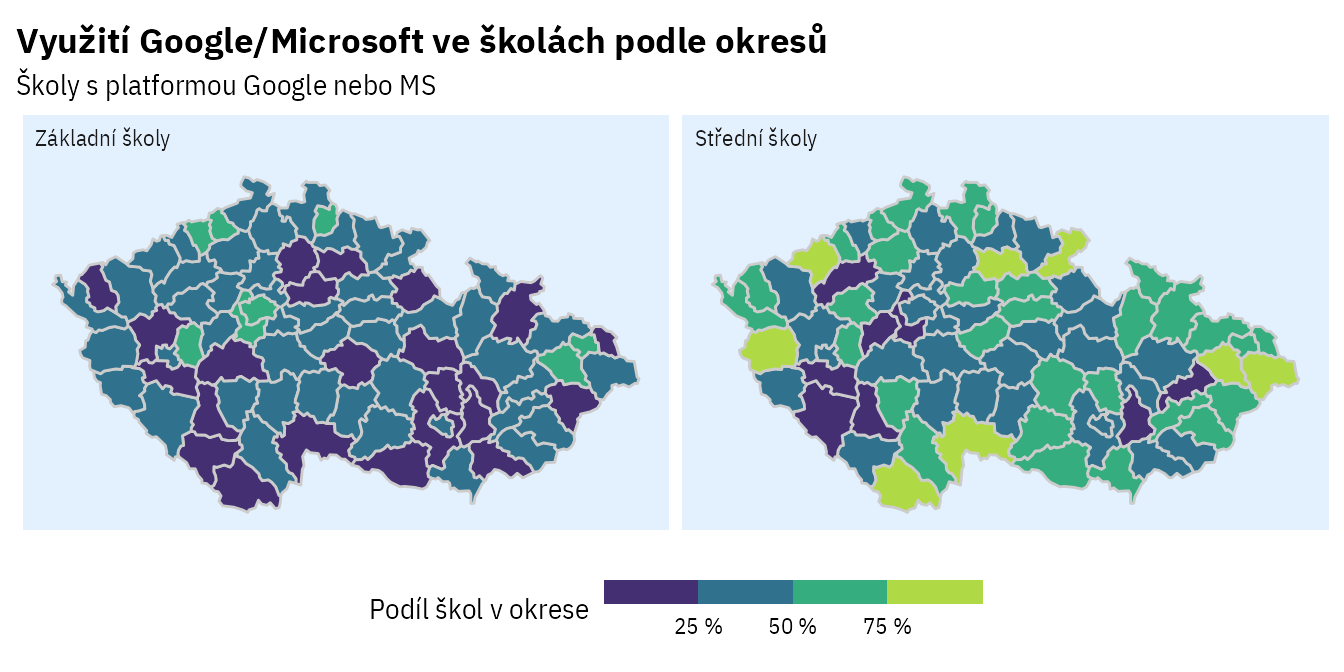 Využití Google/Microsoft ve školách podle okresů
Školy s platformou Google nebo MS
Základní školy
Střední školy
Podíl škol v okrese
25 %
50 %
75 %